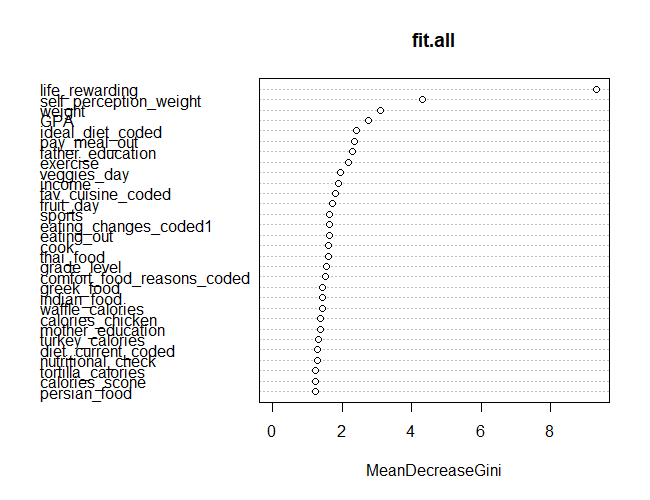 fit.all
life_rewarding
self_perception_weight
weight
GPA
ideal_diet_coded
pay_meal_out
father_education
exercise
veggies_day
income
fav_cuisine_coded
fruit_day
sports
eating_changes_coded1
eating_out
cook
thai_food
grade_level
comfort_food_reasons_coded
greek_food
indian_food
waffle_calories
calories_chicken
mother_education
turkey_calories
diet_current_coded
nutritional_check
tortilla_calories
calories_scone
persian_food
0 2 4 6 8
MeanDecreaseGini